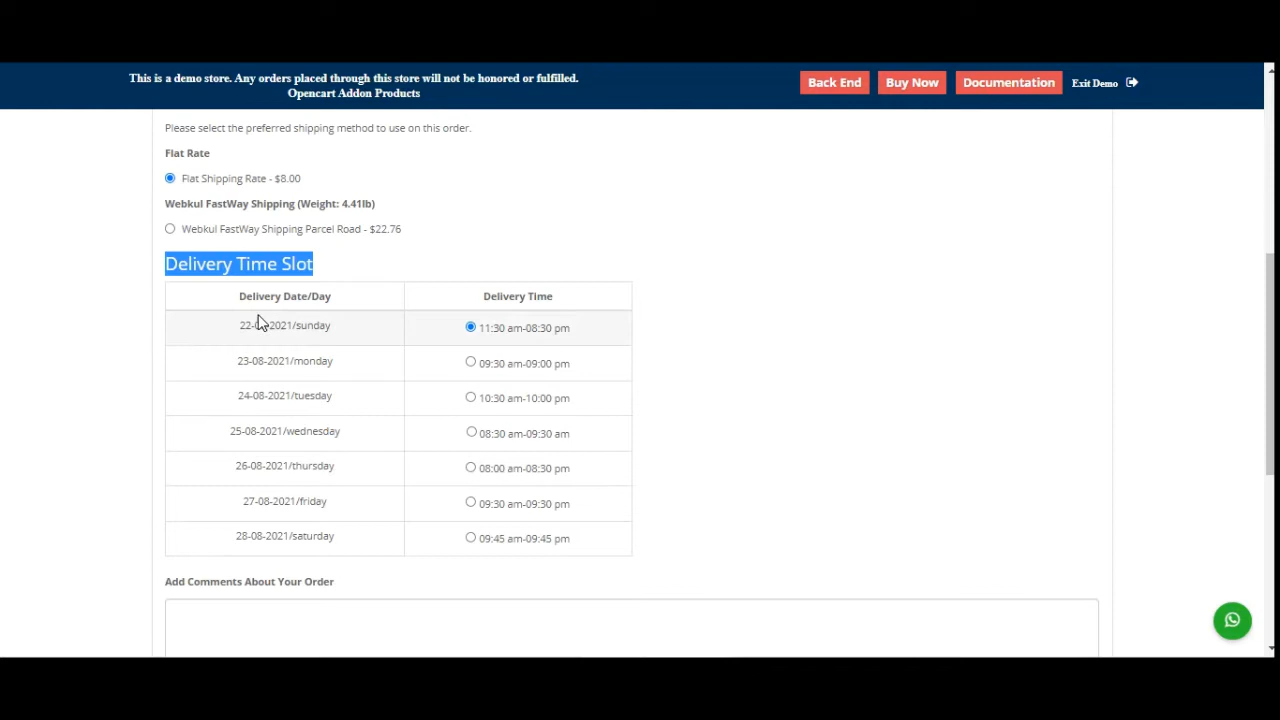 This is a demo store. Any orders placed through this store will not be honored or fulfilled.
Opencart Addon Products
Back End
Buy Now
Documentation
Exit Demo
Please select the preferred shipping method to use on this order.
Flat Rate
Flat Shipping Rate - $8.00
Webkul FastWay Shipping (Weight: 4.41lb)
Webkul FastWay Shipping Parcel Road - $22.76
Delivery Time Slot
Delivery Date/Day Delivery Time
22-08-2021/sunday 11:30 am-08:30 pm
23-08-2021/monday 09:30 am-09:00 pm
24-08-2021/tuesday 10:30 am-10:00 pm
25-08-2021/wednesday 08:30 am-09:30 am
26-08-2021/thursday 08:00 am-08:30 pm
27-08-2021/friday 09:30 am-09:30 pm
28-08-2021/saturday 09:45 am-09:45 pm
Add Comments About Your Order